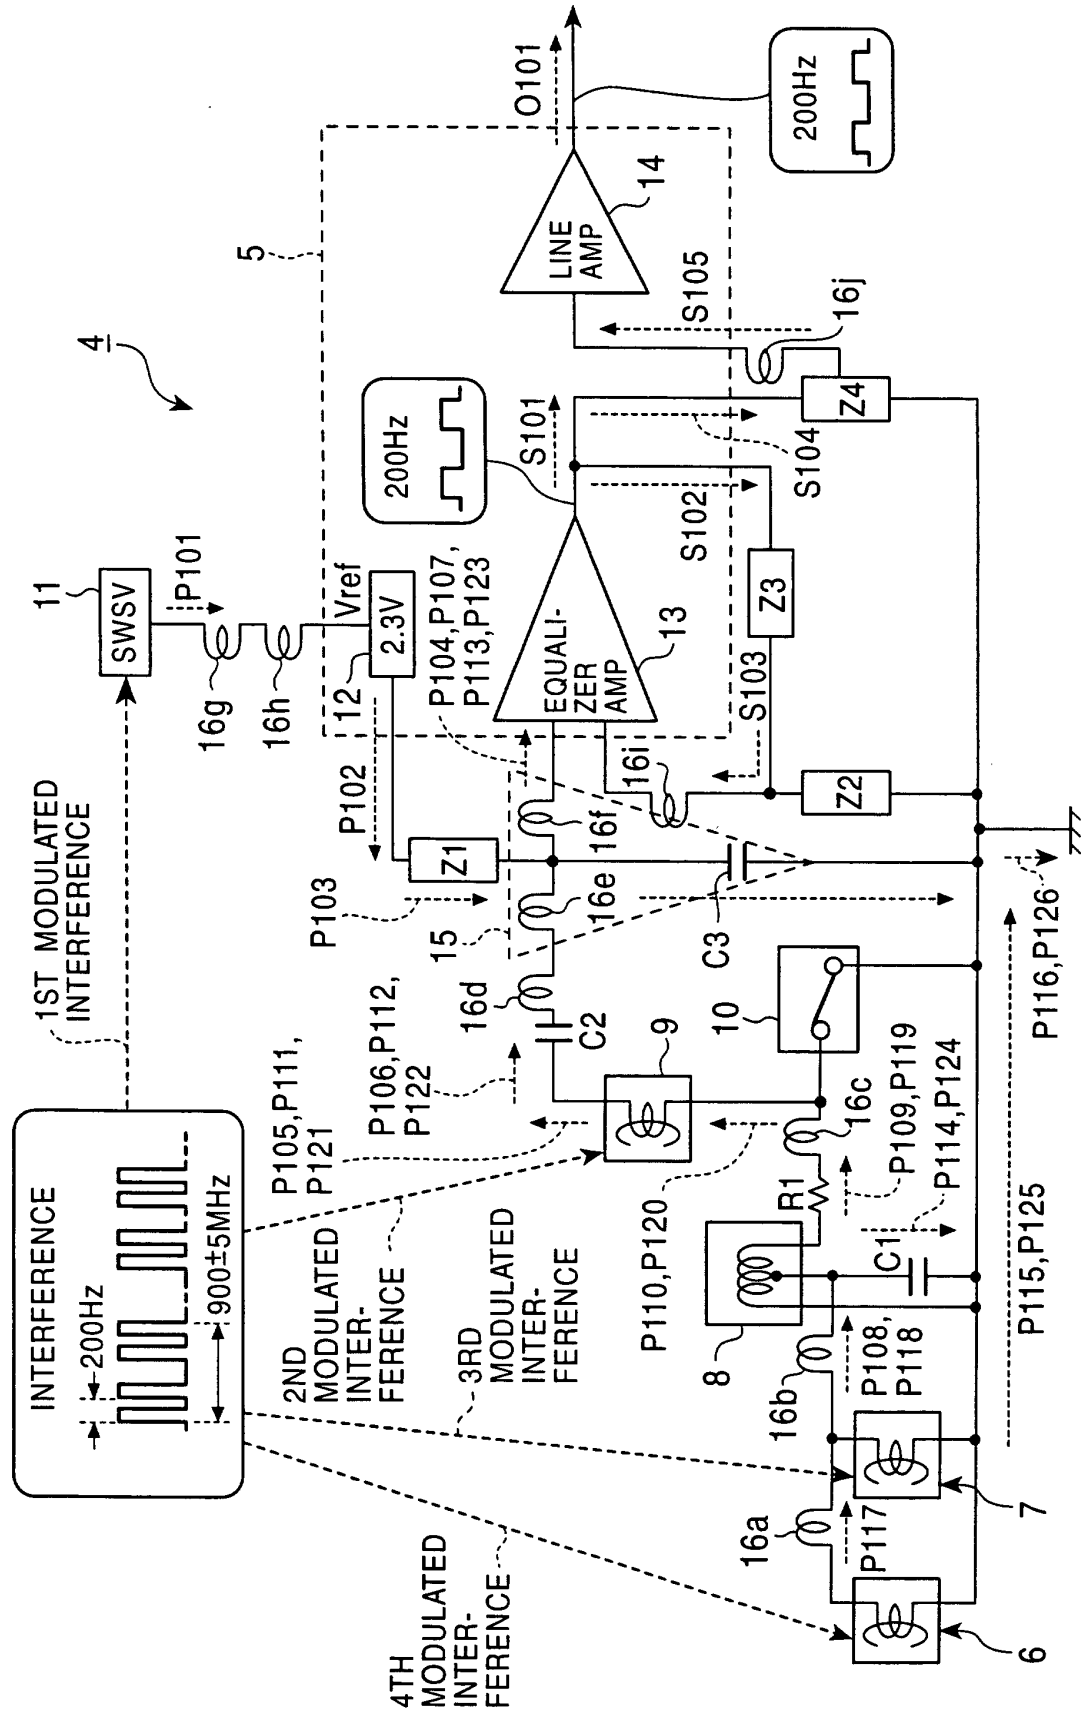 4
INTERFERENCE
200Hz
900±5MHz
1ST MODULATED
INTERFERENCE
2ND
MODULATED
INTER-
FERENCE
3RD
MODULATED
INTER-
FERENCE
4TH
MODULATED
INTER-
FERENCE
11
SWSV
P101
16g
16h
Vref
12
2.3V
5
P102
P103
Z1
15
P104,P107,
P113,P123
P105,P111,
P121
P106,P112,
P122
16d
16e
16f
16i
C2
C3
9
10
EQUALI-
ZER
AMP
13
200Hz
S101
S102
S103
S104
S105
Z2
Z3
Z4
16j
LINE
AMP
14
O101
200Hz
P110,P120
R1
16c
P109,P119
P114,P124
C1
8
16b
P108,
P118
16a
P117
6
7
P115,P125
P116,P126